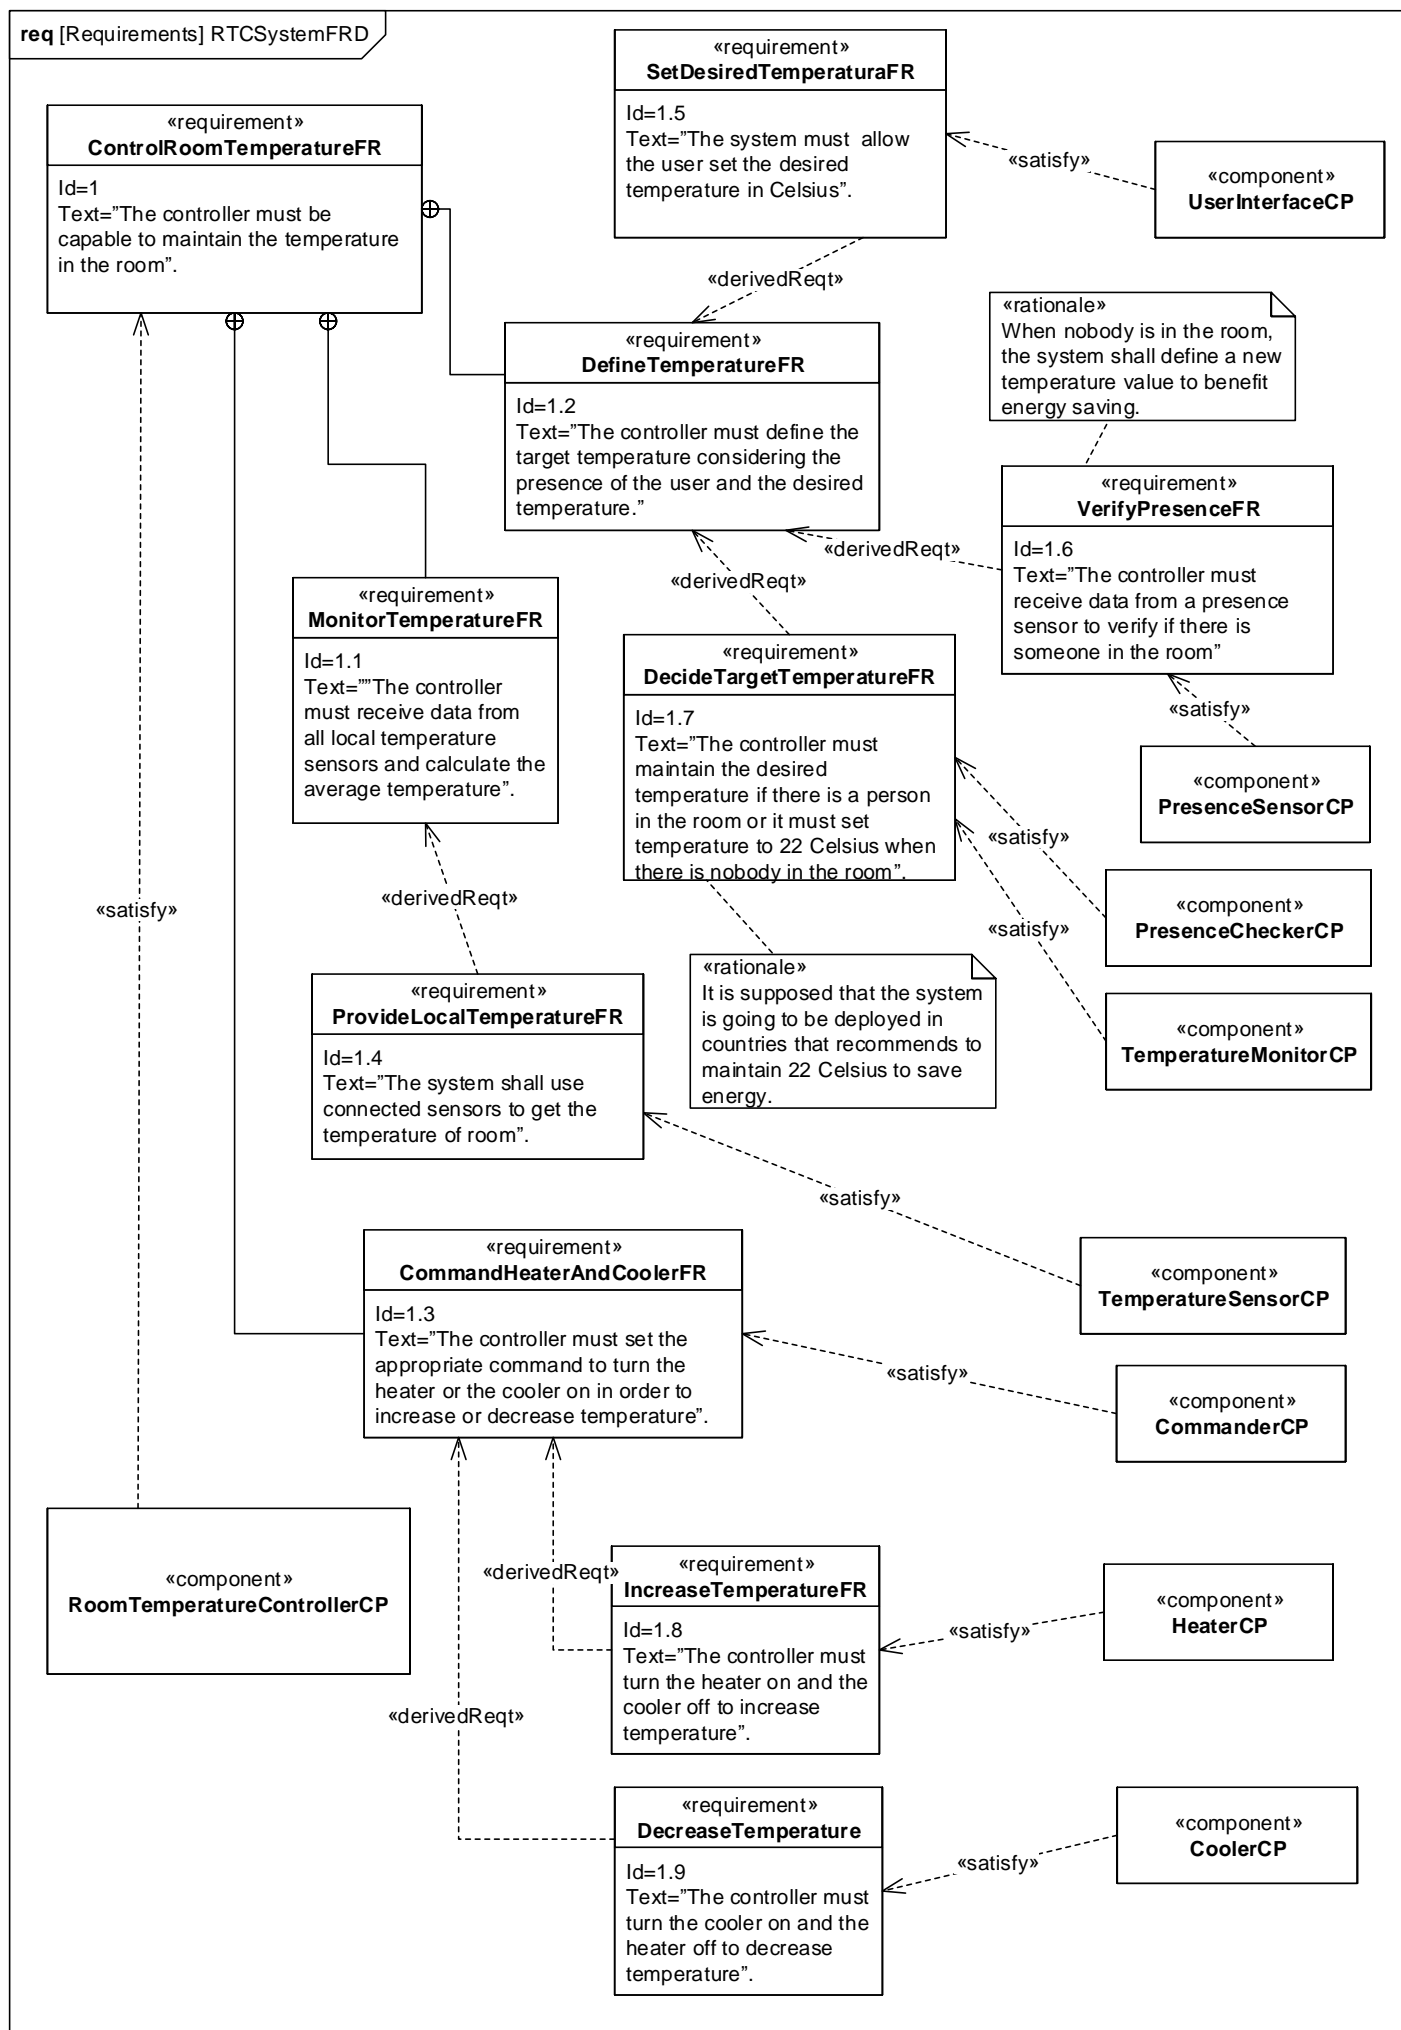 req [Requirements] RTCSystemFRD
«requirement»
SetDesiredTemperaturaFR
Id=1.5
Text=”The system must  allow
the user set the desired
temperature in Celsius”.
«requirement»
ControlRoomTemperatureFR
Id=1
Text=”The controller must be
capable to maintain the temperature
in the room”.
«satisfy»
«component»
UserInterfaceCP
«derivedReqt»
«rationale»
When nobody is in the room,
the system shall define a new
temperature value to benefit
energy saving.
«requirement»
DefineTemperatureFR
Id=1.2
Text=”The controller must define the
target temperature considering the
presence of the user and the desired
temperature.”
«requirement»
VerifyPresenceFR
Id=1.6
Text=”The controller must
receive data from a presence
sensor to verify if there is
someone in the room”
«derivedReqt»
«derivedReqt»
«requirement»
MonitorTemperatureFR
Id=1.1
Text=””The controller
must receive data from
all local temperature
sensors and calculate the
average temperature”.
«requirement»
DecideTargetTemperatureFR
Id=1.7
Text=”The controller must
maintain the desired
temperature if there is a person
in the room or it must set
temperature to 22 Celsius when
there is nobody in the room”.
«satisfy»
«component»
PresenceSensorCP
«satisfy»
«component»
PresenceCheckerCP
«satisfy»
«component»
TemperatureMonitorCP
«derivedReqt»
«satisfy»
«rationale»
It is supposed that the system
is going to be deployed in
countries that recommends to
maintain 22 Celsius to save
energy.
«requirement»
ProvideLocalTemperatureFR
Id=1.4
Text=”The system shall use
connected sensors to get the
temperature of room”.
«satisfy»
«component»
TemperatureSensorCP
«requirement»
CommandHeaterAndCoolerFR
Id=1.3
Text=”The controller must set the
appropriate command to turn the
heater or the cooler on in order to
increase or decrease temperature”.
«satisfy»
«component»
CommanderCP
«component»
RoomTemperatureControllerCP
«derivedReqt»
«requirement»
IncreaseTemperatureFR
Id=1.8
Text=”The controller must
turn the heater on and the
cooler off to increase
temperature”.
«satisfy»
«component»
HeaterCP
«derivedReqt»
«requirement»
DecreaseTemperature
Id=1.9
Text=”The controller must
turn the cooler on and the
heater off to decrease
temperature”.
«satisfy»
«component»
CoolerCP